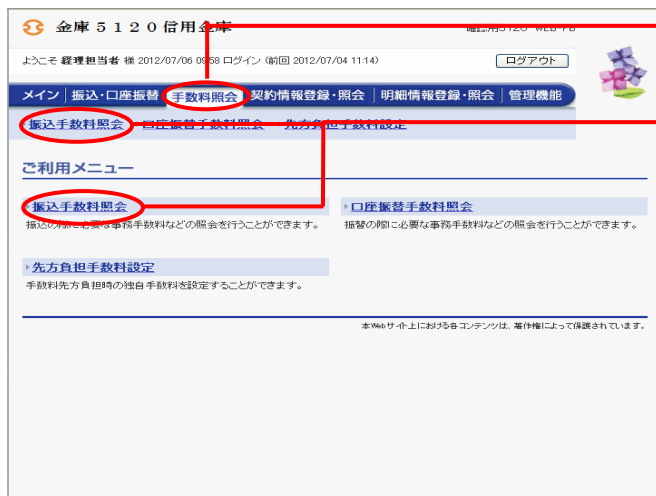 金庫５１２０信用金庫
確認用5120 WEB-FB
ようこそ 経理担当者 様 2012/07/06 09:58 ログイン (前回 2012/07/04 11:14)
ログアウト
メイン 振込・口座振替 手数料照会 契約情報登録・照会 明細情報登録・照会 管理機能
振込手数料照会 口座振替手数料照会 先方負担手数料設定
ご利用メニュー
振込手数料照会 口座振替手数料照会
振込の際に必要な事務手数料などの照会を行うことができます。 振替の際に必要な事務手数料などの照会を行うことができます。
先方負担手数料設定
手数料先方負担時の独自手数料を設定することができます。
本Webサイト上における各コンテンツは、著作権によって保護されています。